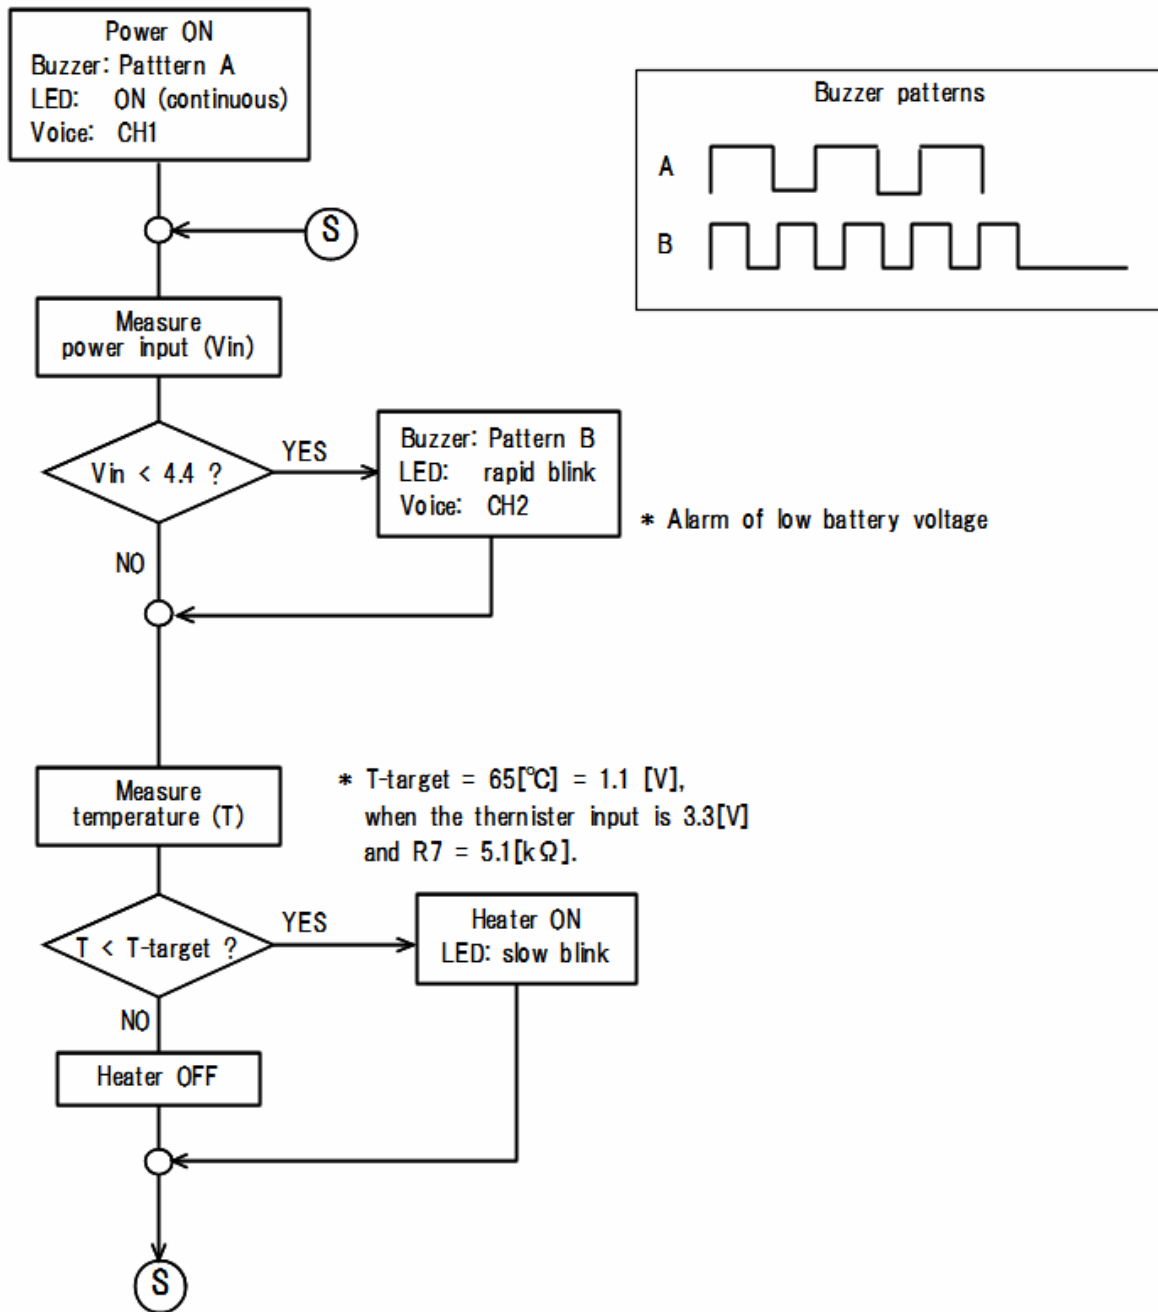 Power ON
Buzzer: Patttern A
LED: ON (continuous)
Voice: CH1
S
Measure
power input (Vin)
Vin < 4.4 ?
YES
NO
Buzzer: Pattern B
LED: rapid blink
Voice: CH2
* Alarm of low battery voltage
Measure
temperature (T)
* T-target = 65[℃] = 1.1 [V],
when the thernister input is 3.3[V]
and R7 = 5.1[kΩ].
T < T-target ?
YES
NO
Heater ON
LED: slow blink
Heater OFF
S
Buzzer patterns
A
B